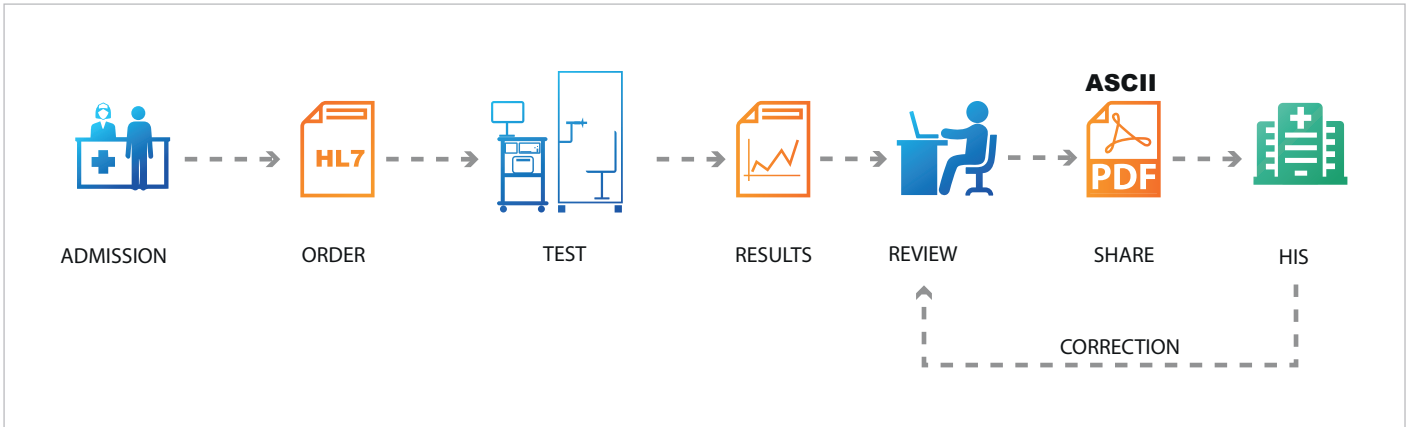 ASCII
HL7
PDF
ADMISSION
ORDER
TEST
RESULTS
REVIEW
SHARE
HIS
CORRECTION